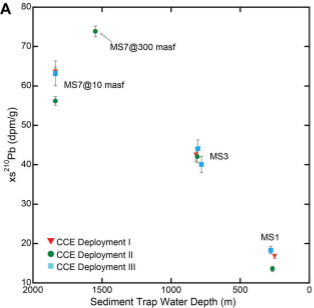 A
80
70
60
50
40
30
20
10
xs²¹⁰Pb (dpm/g)
MS7@300 masf
MS7@10 masf
MS3
MS1
CCE Deployment I
CCE Deployment II
CCE Deployment III
2000 1500 1000 500 0
Sediment Trap Water Depth (m)